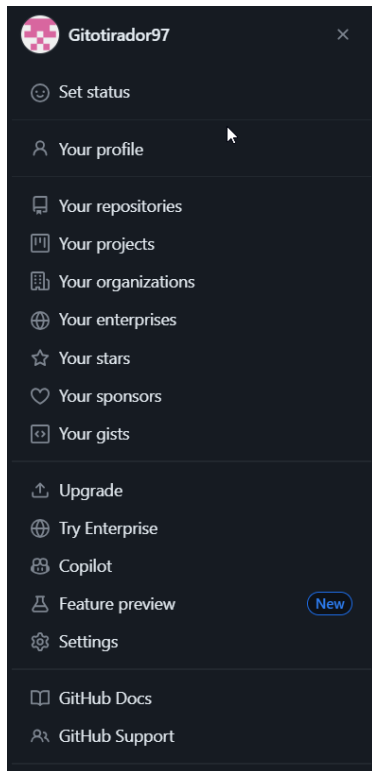 Gitotirador97
Set status
Your profile
Your repositories
Your projects
Your organizations
Your enterprises
Your stars
Your sponsors
Your gists
Upgrade
Try Enterprise
Copilot
Feature preview New
Settings
GitHub Docs
GitHub Support